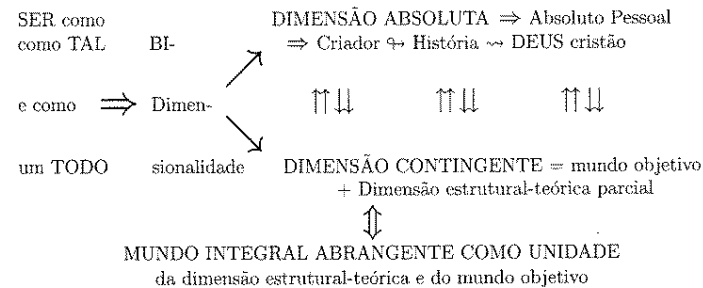 SER como DIMENSÃO ABSOLUTA ⇒ Absoluto Pessoal
como TAL BI- ⇒ Criador ↬ História ⇝ DEUS cristão
e como ⟹ Dimen- ⇈⇊ ⇈⇊ ⇈⇊
um TODO sionalidade DIMENSÃO CONTINGENTE = mundo objetivo
+ Dimensão estrutural-teórica parcial
⇕
MUNDO INTEGRAL ABRANGENTE COMO UNIDADE
da dimensão estrutural-teórica e do mundo objetivo